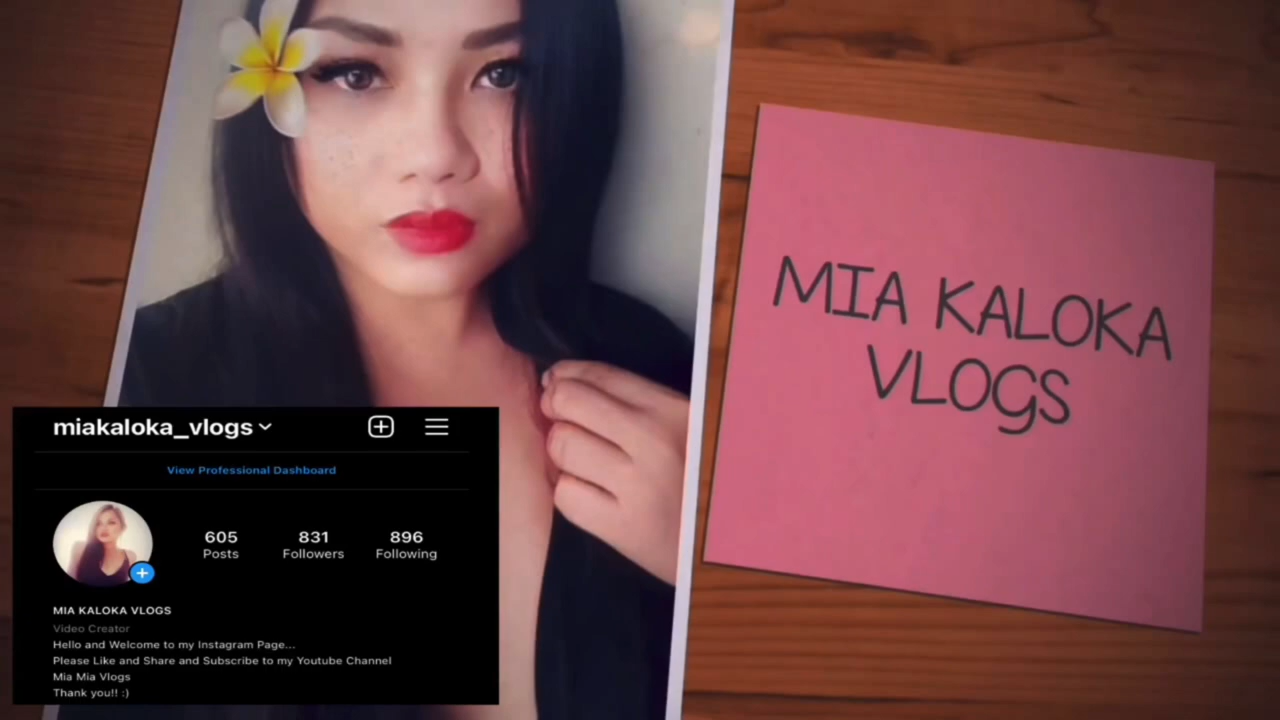 MIA KALOKA
VLOGS
miakaloka_vlogs
View Professional Dashboard
605 831 896
Posts Followers Following
MIA KALOKA VLOGS
Video Creator
Hello and Welcome to my Instagram Page...
Please Like and Share and Subscribe to my Youtube Channel
Mia Mia Vlogs
Thank you!! :)